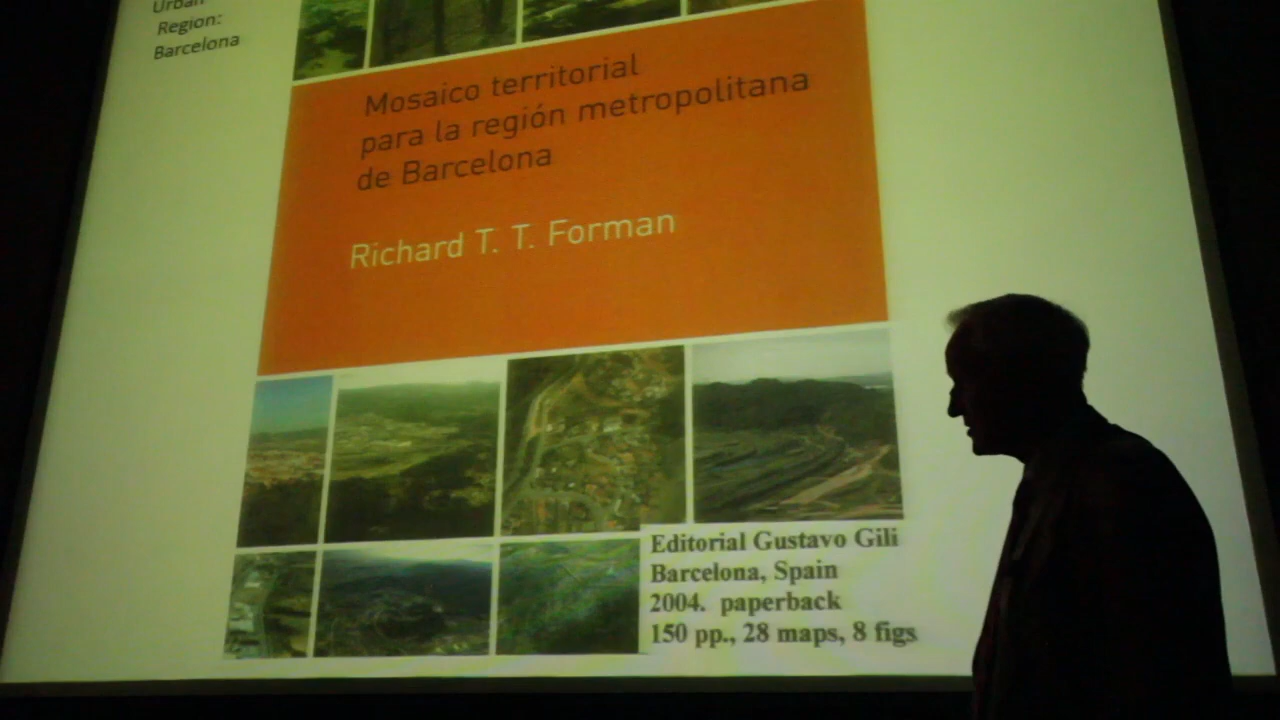 Urban
Region:
Barcelona
Mosaico territorial
para la región metropolitana
de Barcelona
Richard T. T. Forman
Editorial Gustavo Gili
Barcelona, Spain
2004. paperback
150 pp., 28 maps, 8 figs